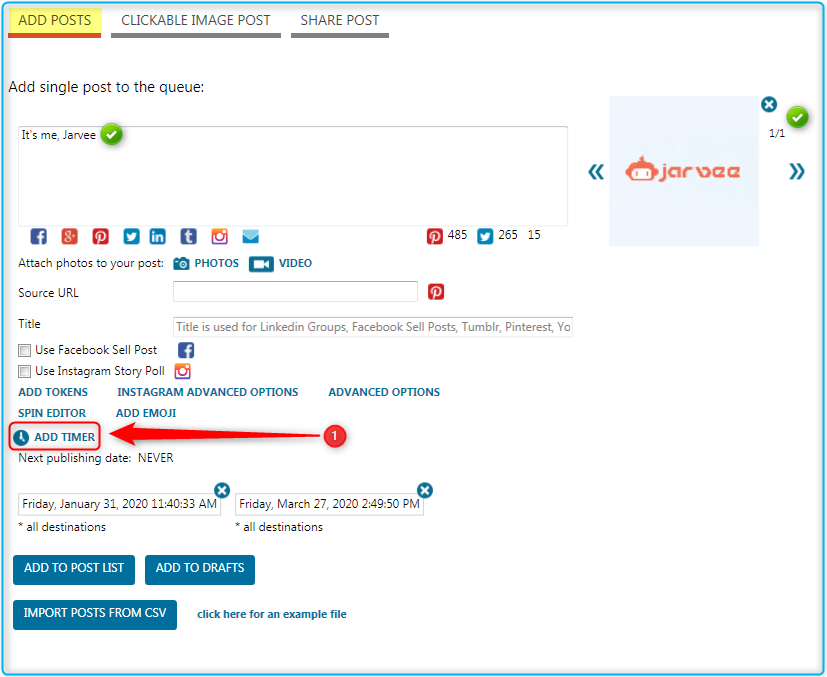 ADD POSTS CLICKABLE IMAGE POST SHARE POST
Add single post to the queue:
It's me, Jarvee
1/1
jarvee
485 265 15
Attach photos to your post: PHOTOS VIDEO
Source URL
Title Title is used for Linkedin Groups, Facebook Sell Posts, Tumblr, Pinterest, Yo
Use Facebook Sell Post
Use Instagram Story Poll
ADD TOKENS INSTAGRAM ADVANCED OPTIONS ADVANCED OPTIONS
SPIN EDITOR ADD EMOJI
ADD TIMER 1
Next publishing date: NEVER
Friday, January 31, 2020 11:40:33 AM Friday, March 27, 2020 2:49:50 PM
* all destinations * all destinations
ADD TO POST LIST ADD TO DRAFTS
IMPORT POSTS FROM CSV click here for an example file